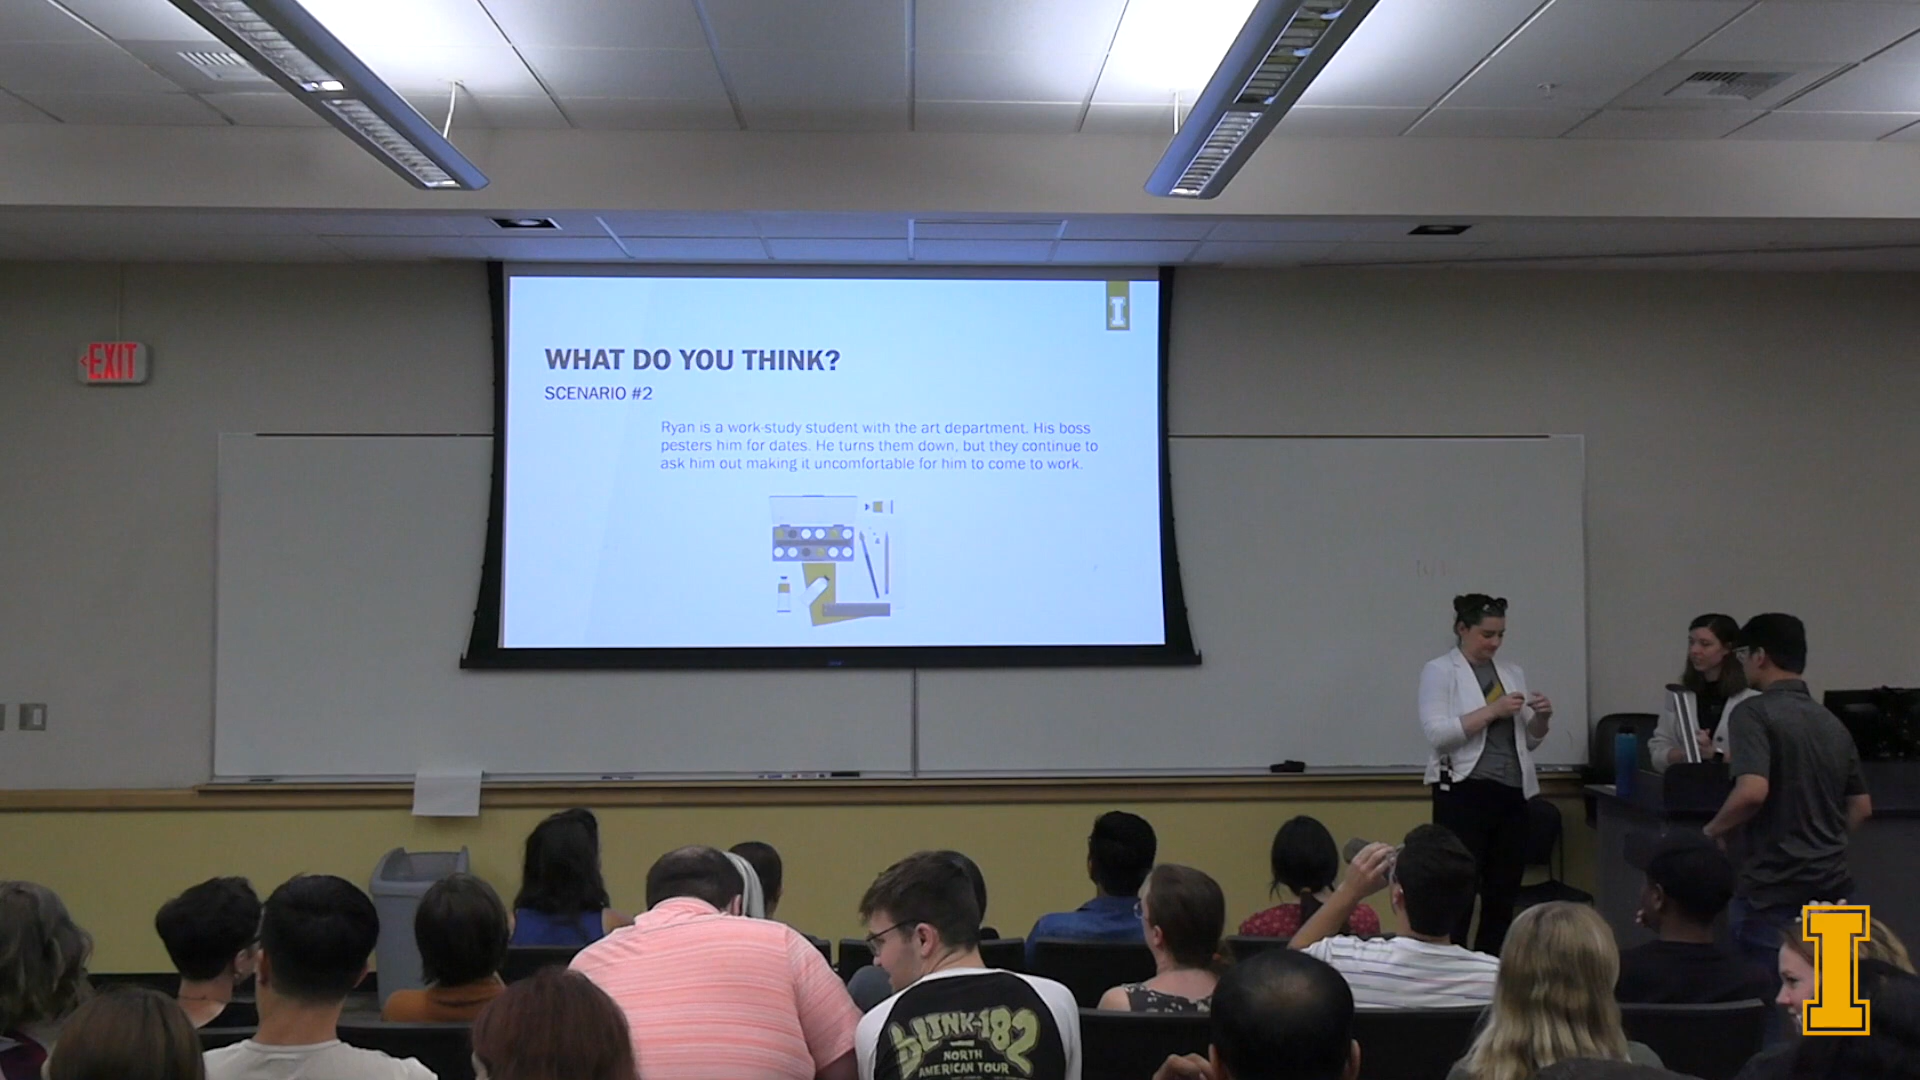 EXIT
I
WHAT DO YOU THINK?
SCENARIO #2
Ryan is a work-study student with the art department. His boss
pesters him for dates. He turns them down, but they continue to
ask him out making it uncomfortable for him to come to work.
BLINK-182
NORTH
AMERICAN TOUR
I